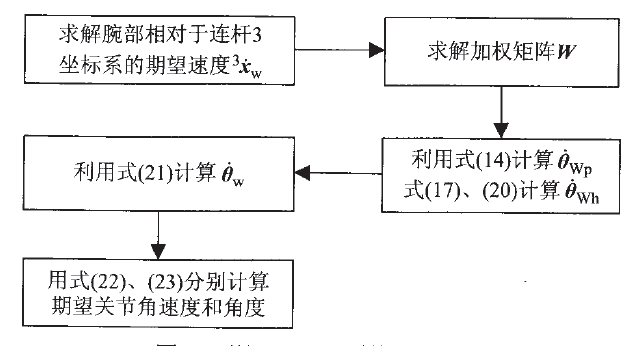 求解腕部相对于连杆3
坐标系的期望速度³ẋw
求解加权矩阵W
利用式(14)计算 θ̇Wp
式(17)、(20)计算 θ̇Wh
利用式(21)计算 θ̇w
用式(22)、(23)分别计算
期望关节角速度和角度